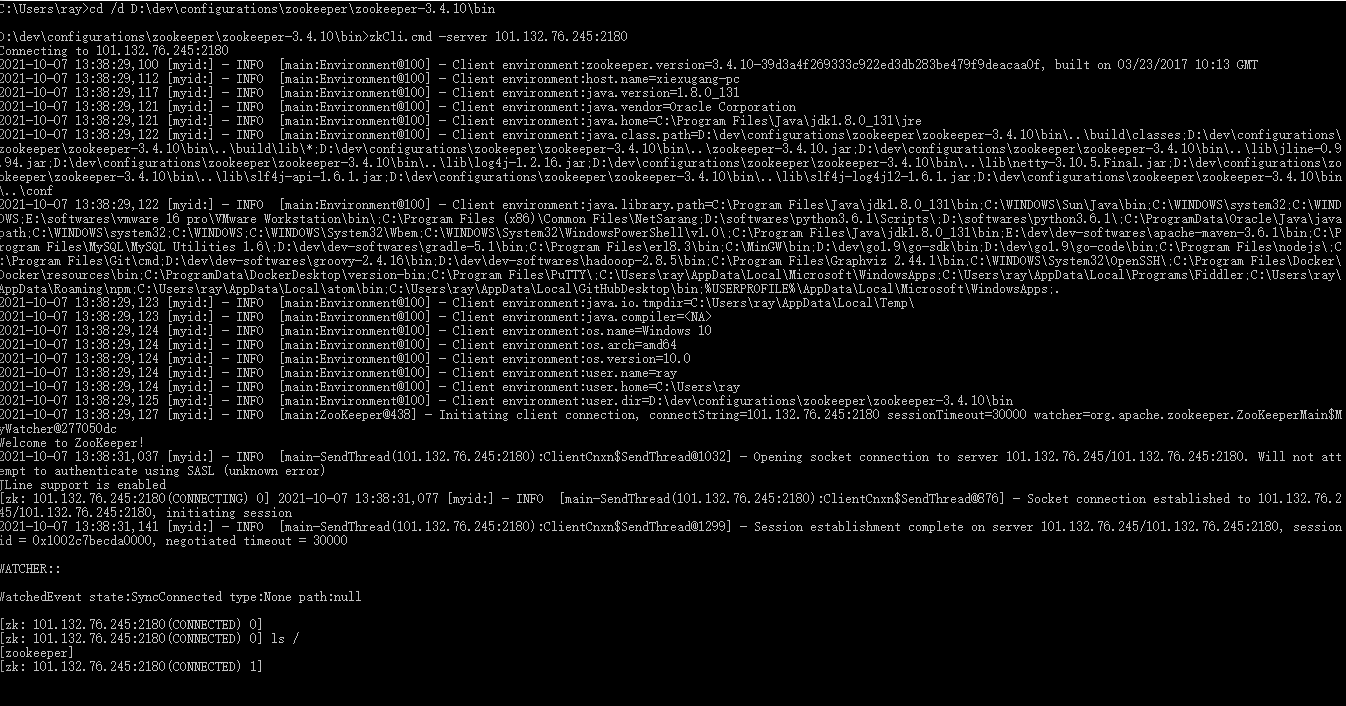 C:\Users\ray>cd /d D:\dev\configurations\zookeeper\zookeeper-3.4.10\bin
D:\dev\configurations\zookeeper\zookeeper-3.4.10\bin>zkCli.cmd -server 101.132.76.245:2180
Connecting to 101.132.76.245:2180
2021-10-07 13:38:29,100 [myid:] - INFO  [main:Environment@100] - Client environment:zookeeper.version=3.4.10-39d3a4f269333c922ed3db283be479f9deacaa0f, built on 03/23/2017 10:13 GMT
2021-10-07 13:38:29,112 [myid:] - INFO  [main:Environment@100] - Client environment:host.name=xiexugang-pc
2021-10-07 13:38:29,117 [myid:] - INFO  [main:Environment@100] - Client environment:java.version=1.8.0_131
2021-10-07 13:38:29,121 [myid:] - INFO  [main:Environment@100] - Client environment:java.vendor=Oracle Corporation
2021-10-07 13:38:29,121 [myid:] - INFO  [main:Environment@100] - Client environment:java.home=C:\Program Files\Java\jdk1.8.0_131\jre
2021-10-07 13:38:29,122 [myid:] - INFO  [main:Environment@100] - Client environment:java.class.path=D:\dev\configurations\zookeeper\zookeeper-3.4.10\bin\..\build\classes;D:\dev\configurations\
zookeeper\zookeeper-3.4.10\bin\..\build\lib\*;D:\dev\configurations\zookeeper\zookeeper-3.4.10\bin\..\zookeeper-3.4.10.jar;D:\dev\configurations\zookeeper\zookeeper-3.4.10\bin\..\lib\jline-0.9
.94.jar;D:\dev\configurations\zookeeper\zookeeper-3.4.10\bin\..\lib\log4j-1.2.16.jar;D:\dev\configurations\zookeeper\zookeeper-3.4.10\bin\..\lib\netty-3.10.5.Final.jar;D:\dev\configurations\zo
okeeper\zookeeper-3.4.10\bin\..\lib\slf4j-api-1.6.1.jar;D:\dev\configurations\zookeeper\zookeeper-3.4.10\bin\..\lib\slf4j-log4j12-1.6.1.jar;D:\dev\configurations\zookeeper\zookeeper-3.4.10\bin
\..\conf
2021-10-07 13:38:29,122 [myid:] - INFO  [main:Environment@100] - Client environment:java.library.path=C:\Program Files\Java\jdk1.8.0_131\bin;C:\WINDOWS\Sun\Java\bin;C:\WINDOWS\system32;C:\WIND
OWS;E:\softwares\vmware 16 pro\VMware Workstation\bin\;C:\Program Files (x86)\Common Files\NetSarang;D:\softwares\python3.6.1\Scripts\;D:\softwares\python3.6.1\;C:\ProgramData\Oracle\Java\java
path;C:\WINDOWS\system32;C:\WINDOWS;C:\WINDOWS\System32\Wbem;C:\WINDOWS\System32\WindowsPowerShell\v1.0\;C:\Program Files\Java\jdk1.8.0_131\bin;E:\dev\dev-softwares\apache-maven-3.6.1\bin;C:\P
rogram Files\MySQL\MySQL Utilities 1.6\;D:\dev\dev-softwares\gradle-5.1\bin;C:\Program Files\erl8.3\bin;C:\MinGW\bin;D:\dev\go1.9\go-sdk\bin;D:\dev\go1.9\go-code\bin;C:\Program Files\nodejs\;C
:\Program Files\Git\cmd;D:\dev\dev-softwares\groovy-2.4.16\bin;D:\dev\dev-softwares\hadooop-2.8.5\bin;C:\Program Files\Graphviz 2.44.1\bin;C:\WINDOWS\System32\OpenSSH\;C:\Program Files\Docker\
Docker\resources\bin;C:\ProgramData\DockerDesktop\version-bin;C:\Program Files\PuTTY\;C:\Users\ray\AppData\Local\Microsoft\WindowsApps;C:\Users\ray\AppData\Local\Programs\Fiddler;C:\Users\ray\
AppData\Roaming\npm;C:\Users\ray\AppData\Local\atom\bin;C:\Users\ray\AppData\Local\GitHubDesktop\bin;%USERPROFILE%\AppData\Local\Microsoft\WindowsApps;.
2021-10-07 13:38:29,123 [myid:] - INFO  [main:Environment@100] - Client environment:java.io.tmpdir=C:\Users\ray\AppData\Local\Temp\
2021-10-07 13:38:29,123 [myid:] - INFO  [main:Environment@100] - Client environment:java.compiler=<NA>
2021-10-07 13:38:29,124 [myid:] - INFO  [main:Environment@100] - Client environment:os.name=Windows 10
2021-10-07 13:38:29,124 [myid:] - INFO  [main:Environment@100] - Client environment:os.arch=amd64
2021-10-07 13:38:29,124 [myid:] - INFO  [main:Environment@100] - Client environment:os.version=10.0
2021-10-07 13:38:29,124 [myid:] - INFO  [main:Environment@100] - Client environment:user.name=ray
2021-10-07 13:38:29,124 [myid:] - INFO  [main:Environment@100] - Client environment:user.home=C:\Users\ray
2021-10-07 13:38:29,125 [myid:] - INFO  [main:Environment@100] - Client environment:user.dir=D:\dev\configurations\zookeeper\zookeeper-3.4.10\bin
2021-10-07 13:38:29,127 [myid:] - INFO  [main:ZooKeeper@438] - Initiating client connection, connectString=101.132.76.245:2180 sessionTimeout=30000 watcher=org.apache.zookeeper.ZooKeeperMain$M
yWatcher@277050dc
Welcome to ZooKeeper!
2021-10-07 13:38:31,037 [myid:] - INFO  [main-SendThread(101.132.76.245:2180):ClientCnxn$SendThread@1032] - Opening socket connection to server 101.132.76.245/101.132.76.245:2180. Will not att
empt to authenticate using SASL (unknown error)
JLine support is enabled
[zk: 101.132.76.245:2180(CONNECTING) 0] 2021-10-07 13:38:31,077 [myid:] - INFO  [main-SendThread(101.132.76.245:2180):ClientCnxn$SendThread@876] - Socket connection established to 101.132.76.2
45/101.132.76.245:2180, initiating session
2021-10-07 13:38:31,141 [myid:] - INFO  [main-SendThread(101.132.76.245:2180):ClientCnxn$SendThread@1299] - Session establishment complete on server 101.132.76.245/101.132.76.245:2180, session
id = 0x1002c7becda0000, negotiated timeout = 30000
WATCHER::
WatchedEvent state:SyncConnected type:None path:null
[zk: 101.132.76.245:2180(CONNECTED) 0]
[zk: 101.132.76.245:2180(CONNECTED) 0] ls /
[zookeeper]
[zk: 101.132.76.245:2180(CONNECTED) 1]